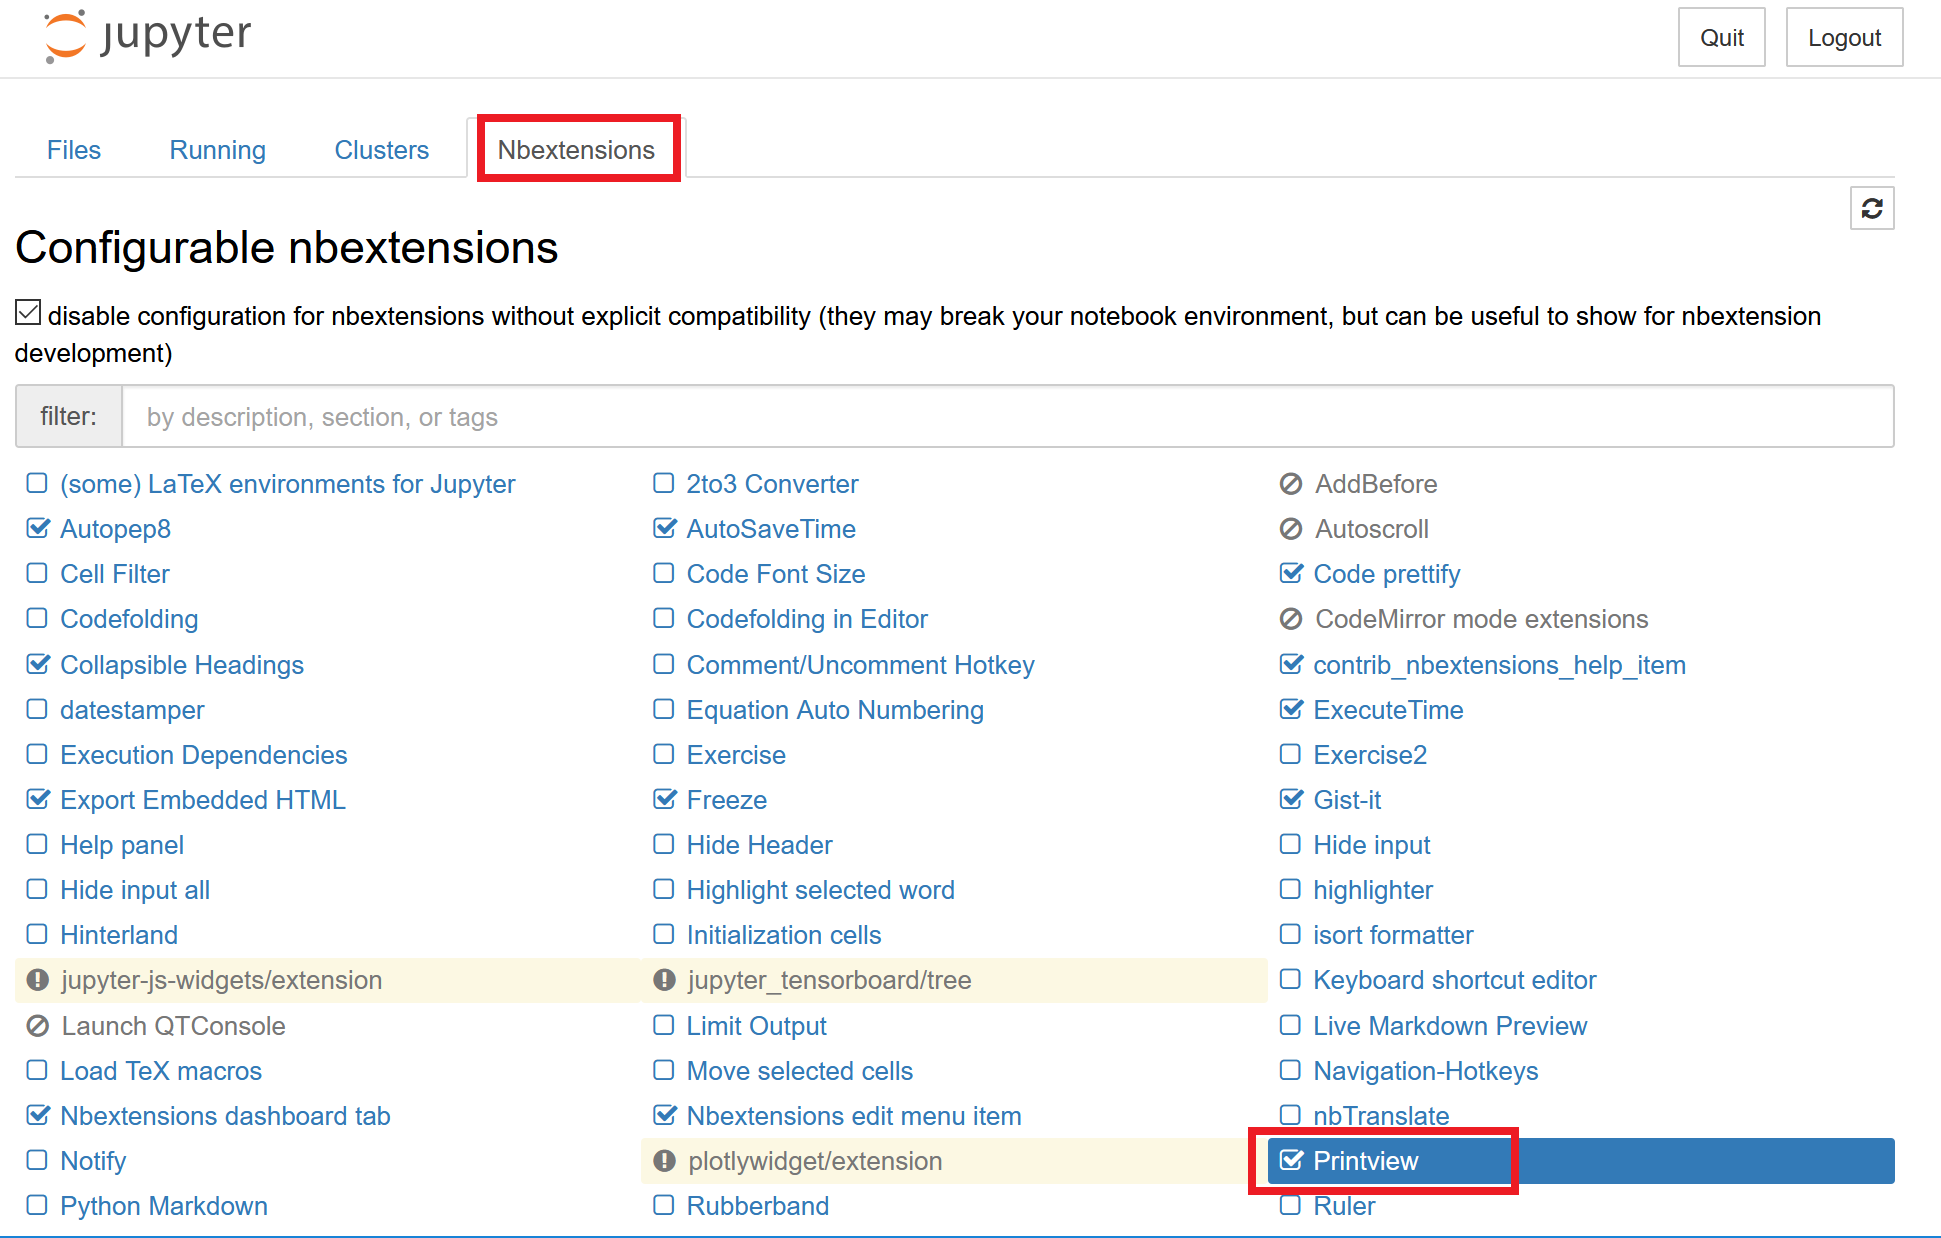 jupyter
Quit
Logout
Files
Running
Clusters
Nbextensions
Configurable nbextensions
disable configuration for nbextensions without explicit compatibility (they may break your notebook environment, but can be useful to show for nbextension
development)
filter:
by description, section, or tags
(some) LaTeX environments for Jupyter
2to3 Converter
AddBefore
Autopep8
AutoSaveTime
Autoscroll
Cell Filter
Code Font Size
Code prettify
Codefolding
Codefolding in Editor
CodeMirror mode extensions
Collapsible Headings
Comment/Uncomment Hotkey
contrib_nbextensions_help_item
datestamper
Equation Auto Numbering
ExecuteTime
Execution Dependencies
Exercise
Exercise2
Export Embedded HTML
Freeze
Gist-it
Help panel
Hide Header
Hide input
Hide input all
Highlight selected word
highlighter
Hinterland
Initialization cells
isort formatter
jupyter-js-widgets/extension
jupyter_tensorboard/tree
Keyboard shortcut editor
Launch QTConsole
Limit Output
Live Markdown Preview
Load TeX macros
Move selected cells
Navigation-Hotkeys
Nbextensions dashboard tab
Nbextensions edit menu item
nbTranslate
Notify
plotlywidget/extension
Printview
Python Markdown
Rubberband
Ruler